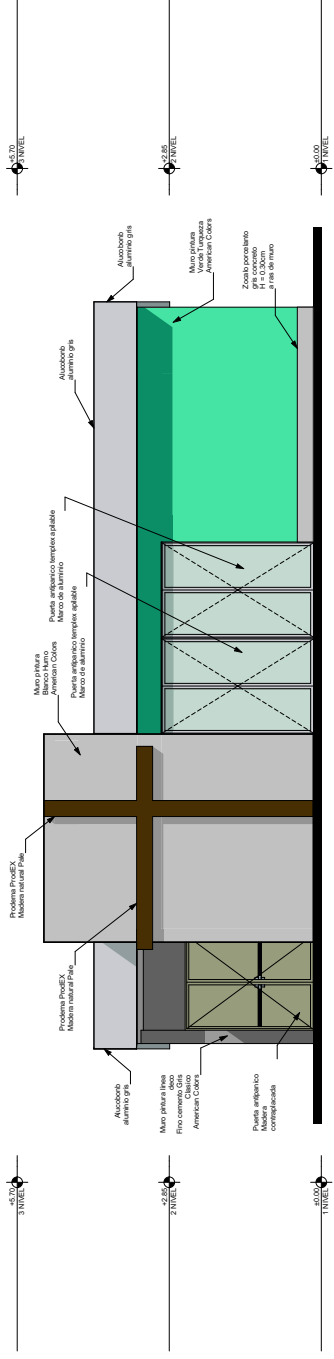 +5.70
3 NIVEL
+2.85
2 NIVEL
±0.00
1 NIVEL
Alucobonb
aluminio gris
Muro pintura
Verde Turqueza
American Colors
Zocalo porcelanto
gris concreto
H = 0.30cm
a ras de muro
Alucobonb
aluminio gris
Puerta antipanico templex apilable
Marco de aluminio
Puerta antipanico templex apilable
Marco de aluminio
Muro pintura
Blanco Humo
American Colors
Prodema ProdEX
Madera natural Pale
Prodema ProdEX
Madera natural Pale
Alucobonb
aluminio gris
Muro pintura linea
deco
Fino cemento Gris
Clasico
American Colors
Puerta antipanico
Madera
contraplacada
+5.70
3 NIVEL
+2.85
2 NIVEL
±0.00
1 NIVEL